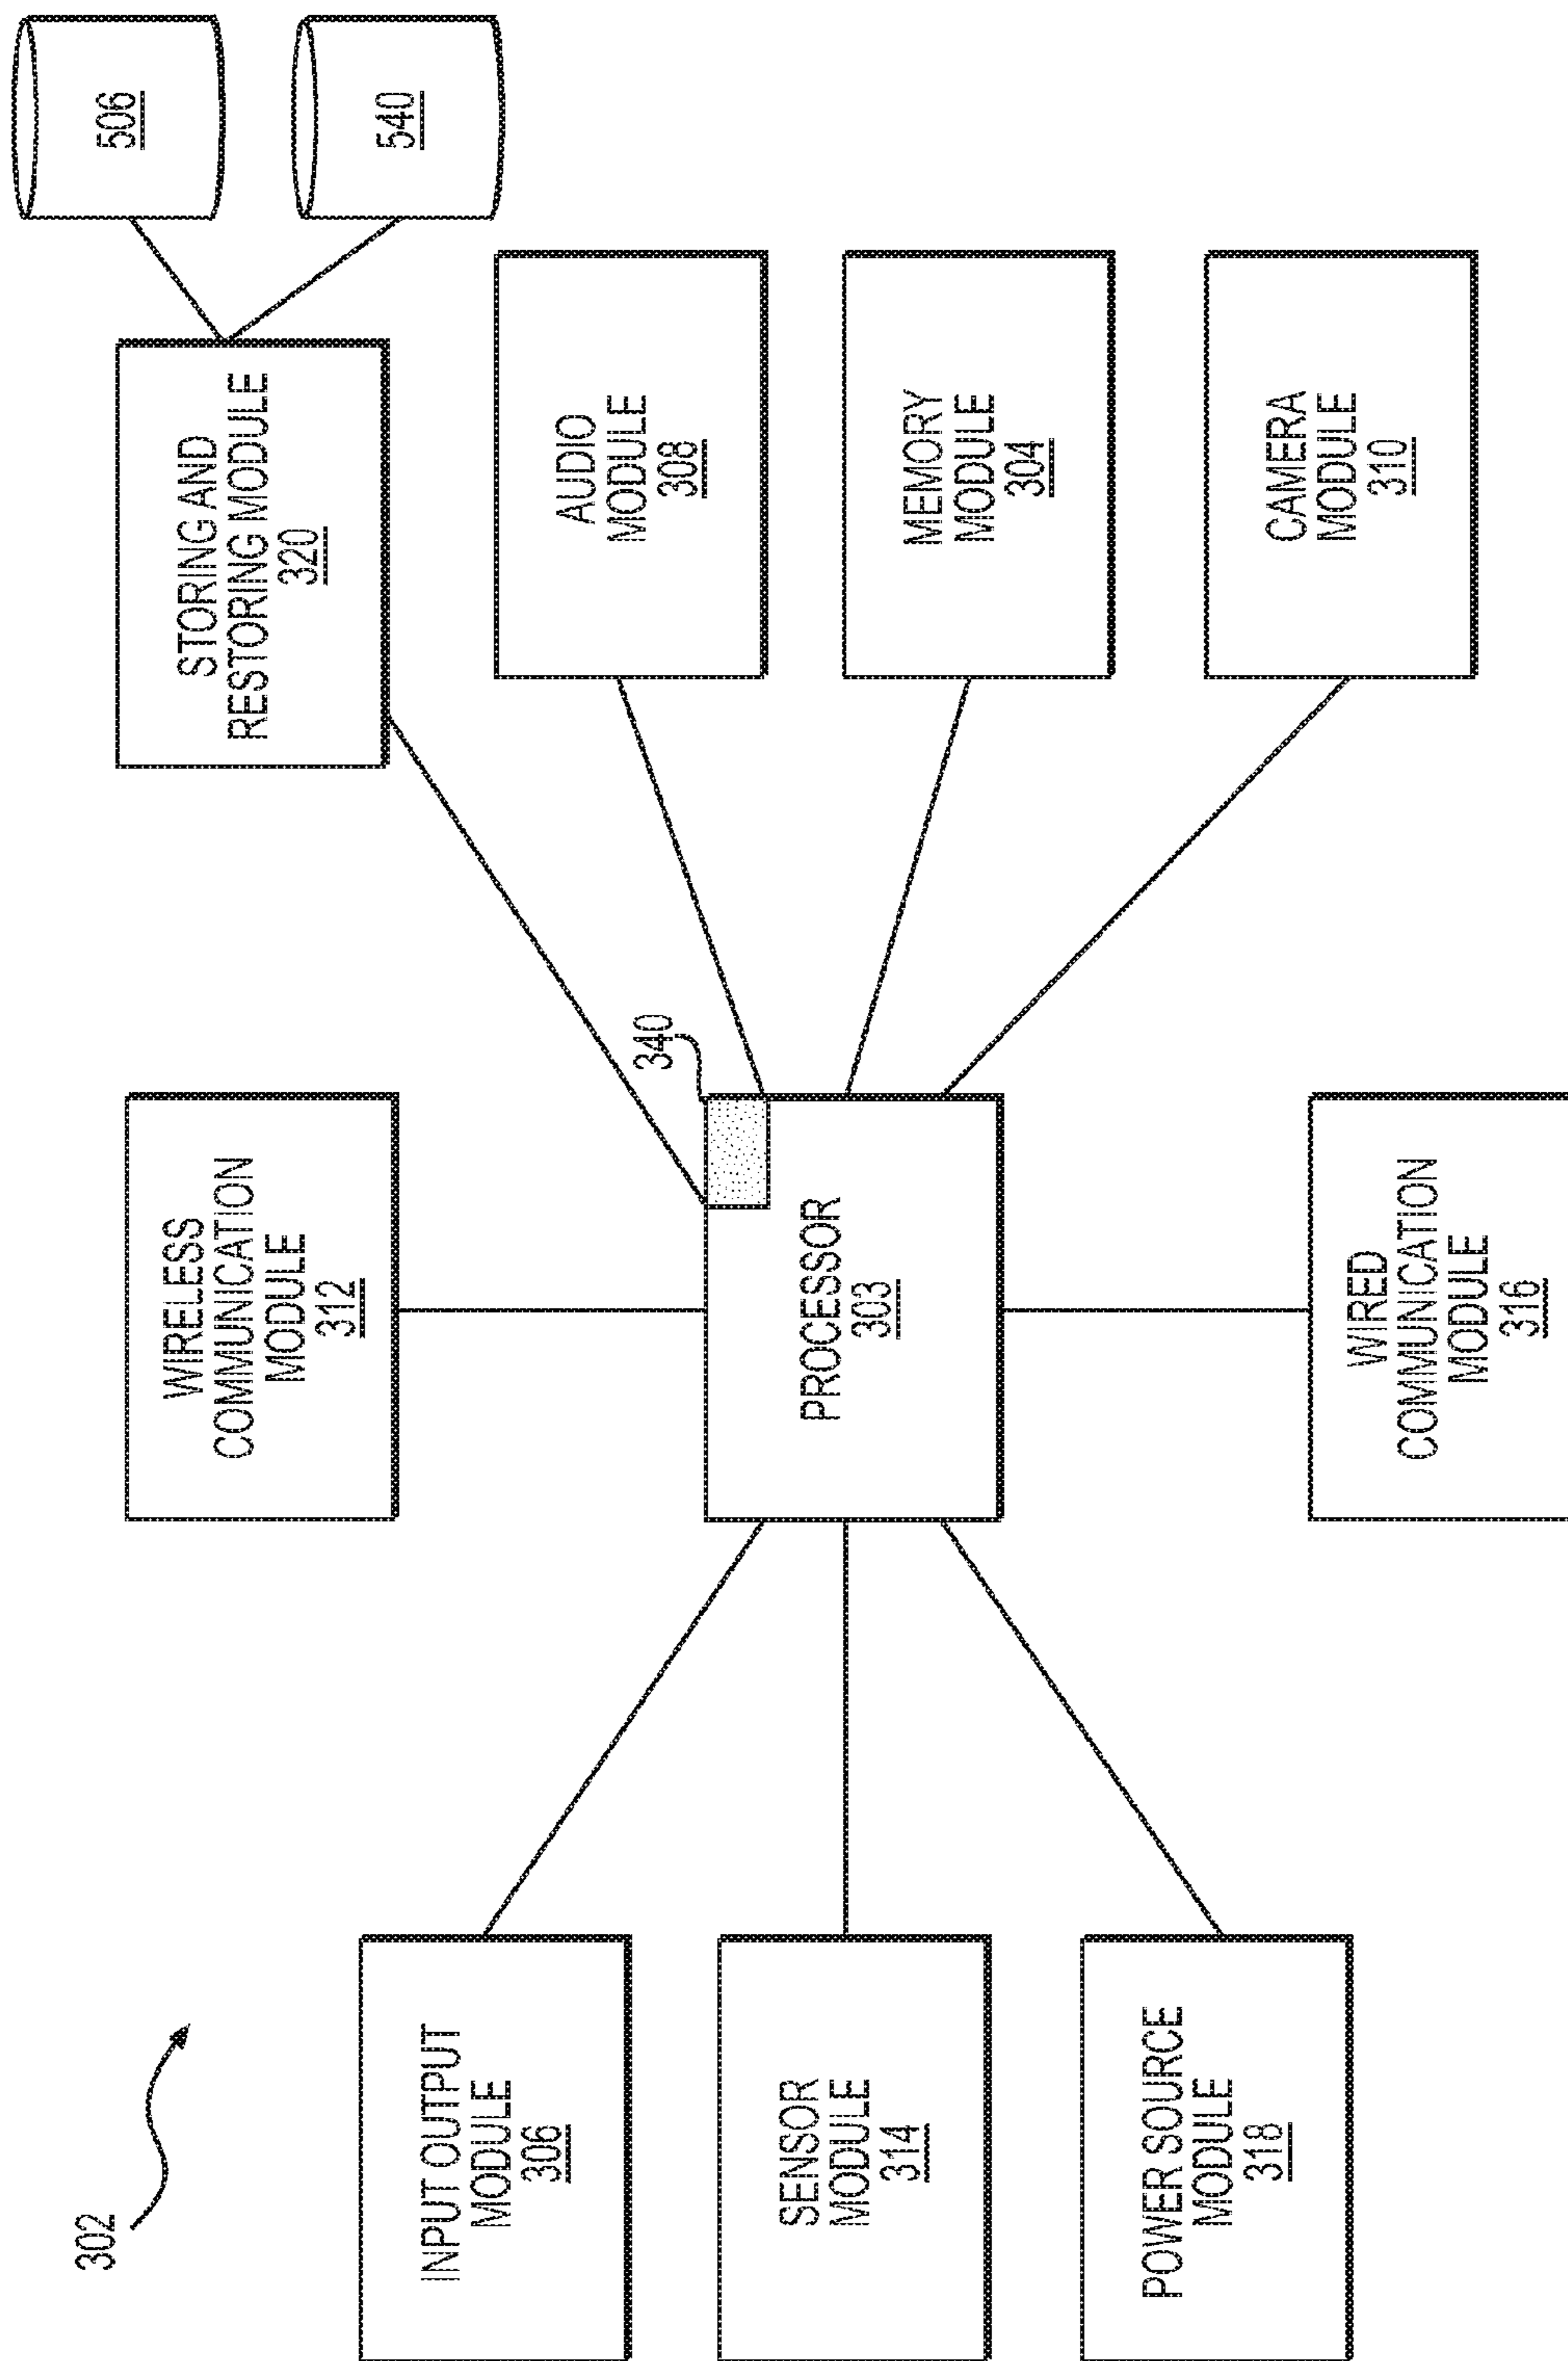 302
WIRELESS
COMMUNICATION
MODULE
312
STORING AND
RESTORING MODULE
320
506
540
INPUT OUTPUT
MODULE
306
340
AUDIO
MODULE
308
SENSOR
MODULE
314
PROCESSOR
303
MEMORY
MODULE
304
POWER SOURCE
MODULE
318
WIRED
COMMUNICATION
MODULE
316
CAMERA
MODULE
310